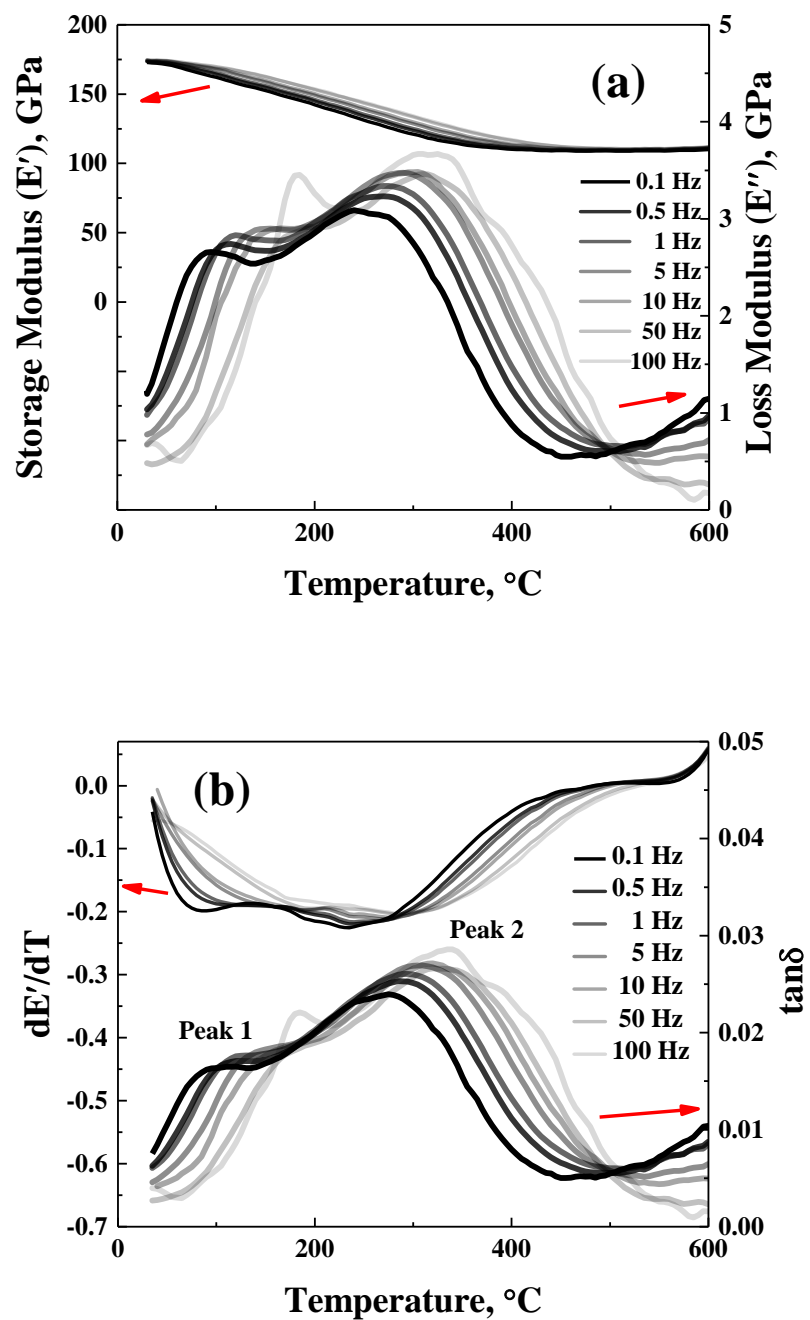 200
150
100
50
0
Storage Modulus (E′), GPa
(a)
5
4
3
2
1
0
Loss Modulus (E′′), GPa
0.1 Hz
0.5 Hz
1 Hz
5 Hz
10 Hz
50 Hz
100 Hz
0 200 400 600
Temperature, °C
0.0
-0.1
-0.2
-0.3
-0.4
-0.5
-0.6
-0.7
dE′/dT
(b)
0.05
0.04
0.03
0.02
0.01
0.00
tanδ
0.1 Hz
0.5 Hz
1 Hz
5 Hz
10 Hz
50 Hz
100 Hz
Peak 2
Peak 1
0 200 400 600
Temperature, °C